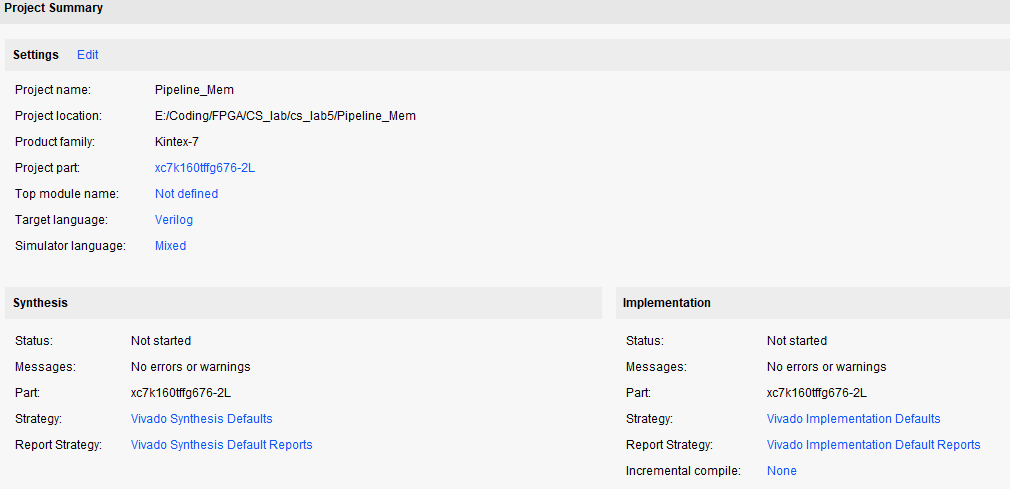 Project Summary
Settings Edit
Project name: Pipeline_Mem
Project location: E:/Coding/FPGA/CS_lab/cs_lab5/Pipeline_Mem
Product family: Kintex-7
Project part: xc7k160tffg676-2L
Top module name: Not defined
Target language: Verilog
Simulator language: Mixed
Synthesis
Status: Not started
Messages: No errors or warnings
Part: xc7k160tffg676-2L
Strategy: Vivado Synthesis Defaults
Report Strategy: Vivado Synthesis Default Reports
Implementation
Status: Not started
Messages: No errors or warnings
Part: xc7k160tffg676-2L
Strategy: Vivado Implementation Defaults
Report Strategy: Vivado Implementation Default Reports
Incremental compile: None